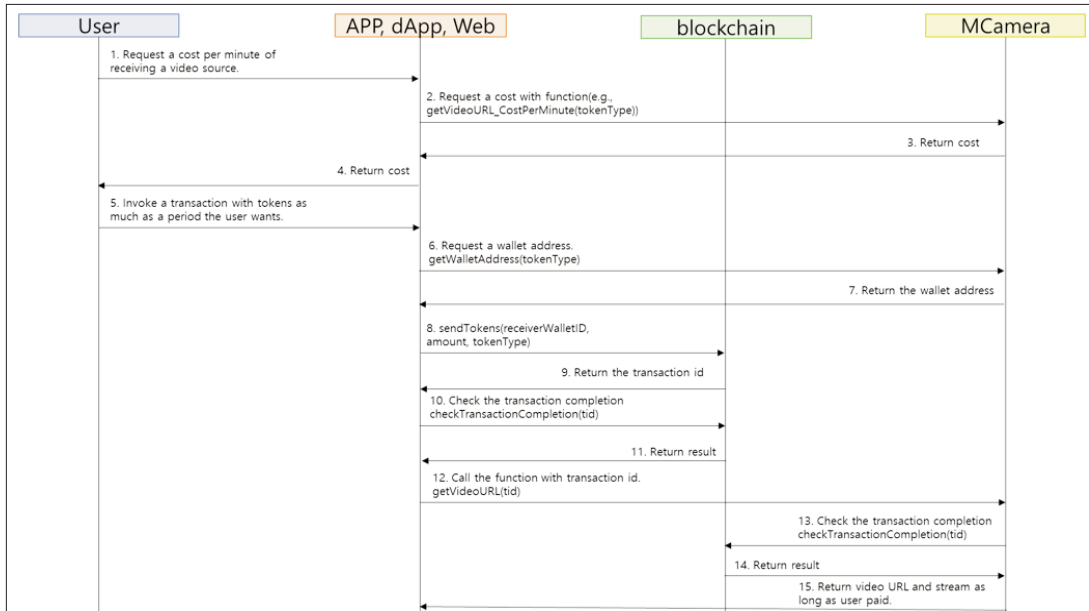 User
APP, dApp, Web
blockchain
MCamera
1. Request a cost per minute of
receiving a video source.
2. Request a cost with function(e.g.,
getVideoURL_CostPerMinute(tokenType))
3. Return cost
4. Return cost
5. Invoke a transaction with tokens as
much as a period the user wants.
6. Request a wallet address.
getWalletAddress(tokenType)
7. Return the wallet address
8. sendTokens(receiverWalletID,
amount, tokenType)
9. Return the transaction id
10. Check the transaction completion
checkTransactionCompletion(tid)
11. Return result
12. Call the function with transaction id.
getVideoURL(tid)
13. Check the transaction completion
checkTransactionCompletion(tid)
14. Return result
15. Return video URL and stream as
long as user paid.